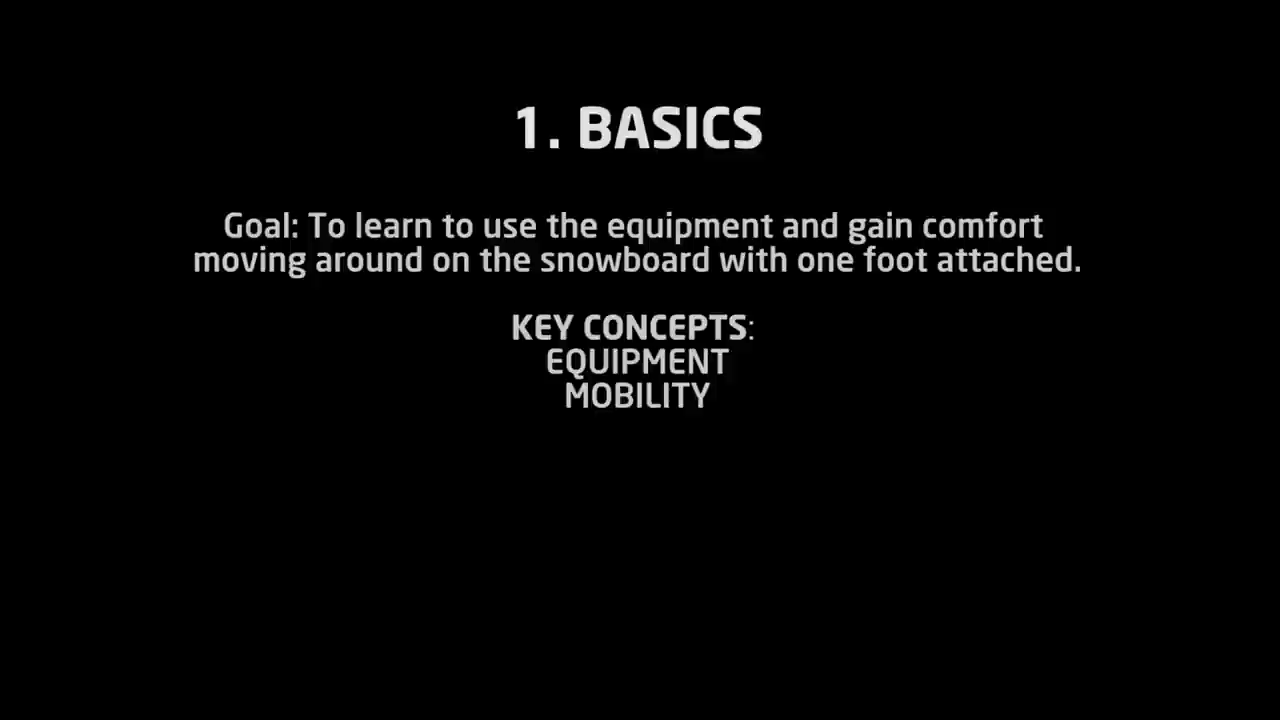 1. BASICS
Goal: To learn to use the equipment and gain comfort
moving around on the snowboard with one foot attached.
KEY CONCEPTS:
EQUIPMENT
MOBILITY